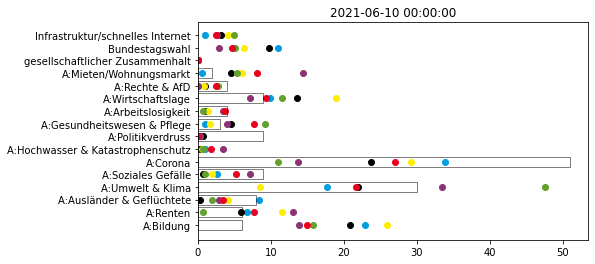 2021-06-10 00:00:00
Infrastruktur/schnelles Internet
Bundestagswahl
gesellschaftlicher Zusammenhalt
A:Mieten/Wohnungsmarkt
A:Rechte & AfD
A:Wirtschaftslage
A:Arbeitslosigkeit
A:Gesundheitswesen & Pflege
A:Politikverdruss
A:Hochwasser & Katastrophenschutz
A:Corona
A:Soziales Gefälle
A:Umwelt & Klima
A:Ausländer & Geflüchtete
A:Renten
A:Bildung
0 10 20 30 40 50